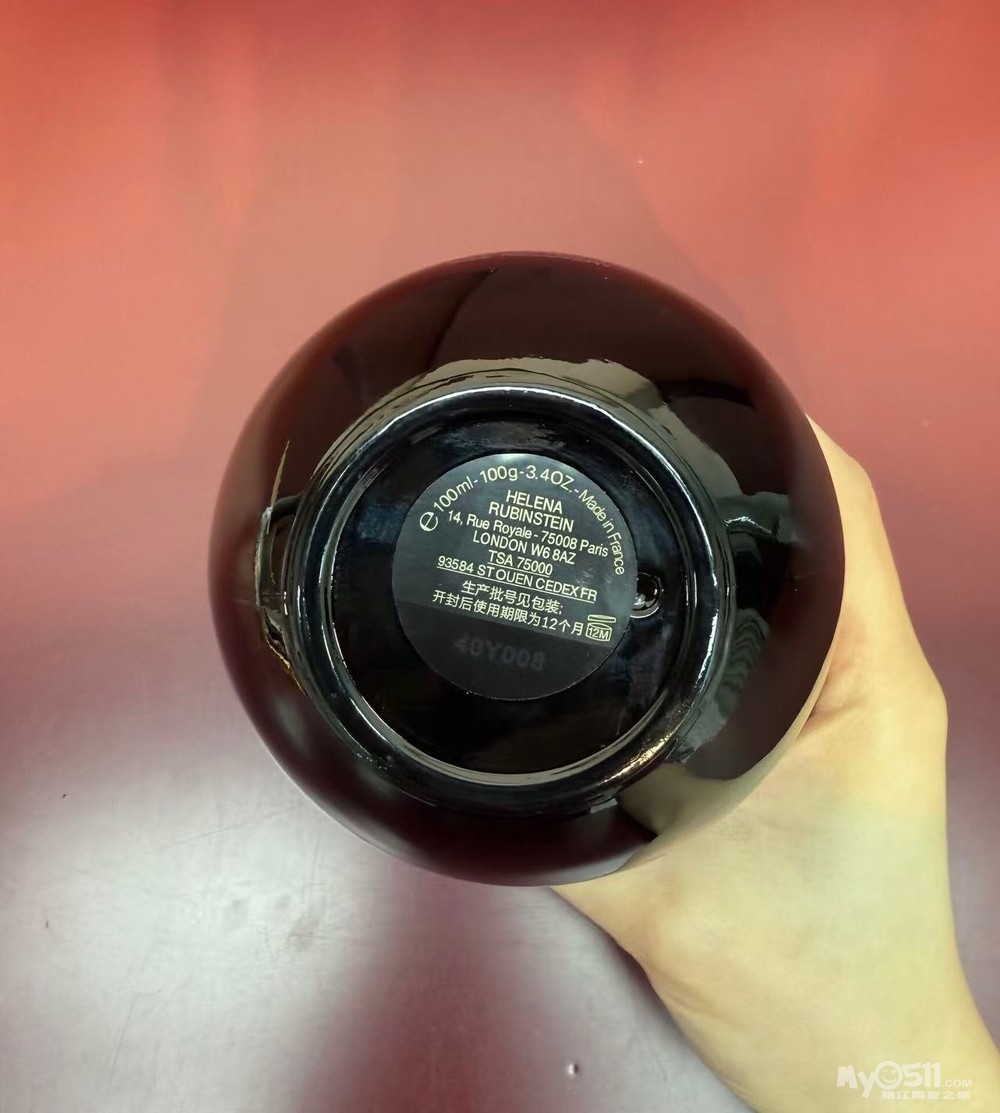 e 100ml-100g-3.4OZ.-Made in France
HELENA
RUBINSTEIN
14, Rue Royale - 75008 Paris
LONDON W6 8AZ
TSA 75000
93584 ST OUEN CEDEX FR
生产批号见包装;
开封后使用期限为12个月 12M
40Y008
My0511.COM